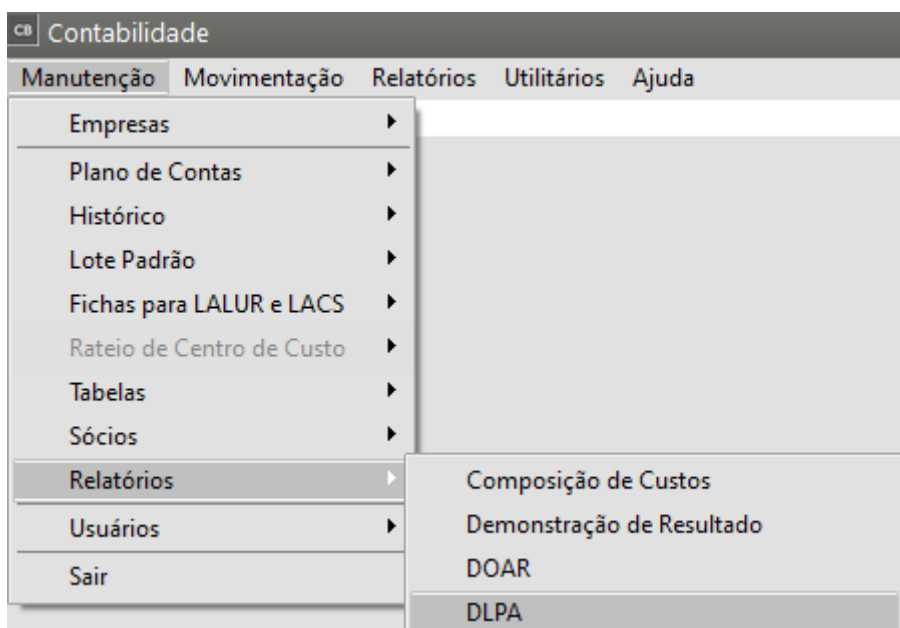 CB Contabilidade
Manutenção Movimentação Relatórios Utilitários Ajuda
Empresas
Plano de Contas
Histórico
Lote Padrão
Fichas para LALUR e LACS
Rateio de Centro de Custo
Tabelas
Sócios
Relatórios
Usuários
Sair
Composição de Custos
Demonstração de Resultado
DOAR
DLPA